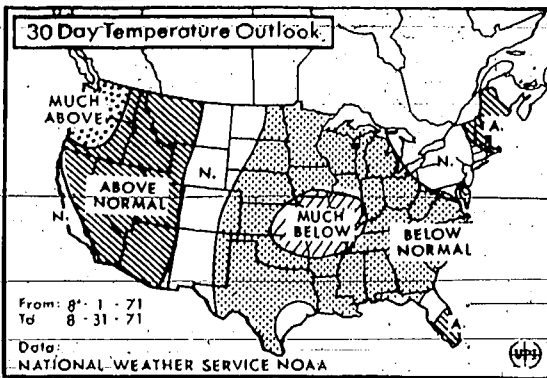 30 Day Temperature Outlook
MUCH
ABOVE
A.
N.
N.
ABOVE
NORMAL
MUCH
BELOW
BELOW
NORMAL
N.
From: 8 - 1 - 71
To 8 - 31 - 71
A.
Data:
NATIONAL WEATHER SERVICE NOAA
UPI